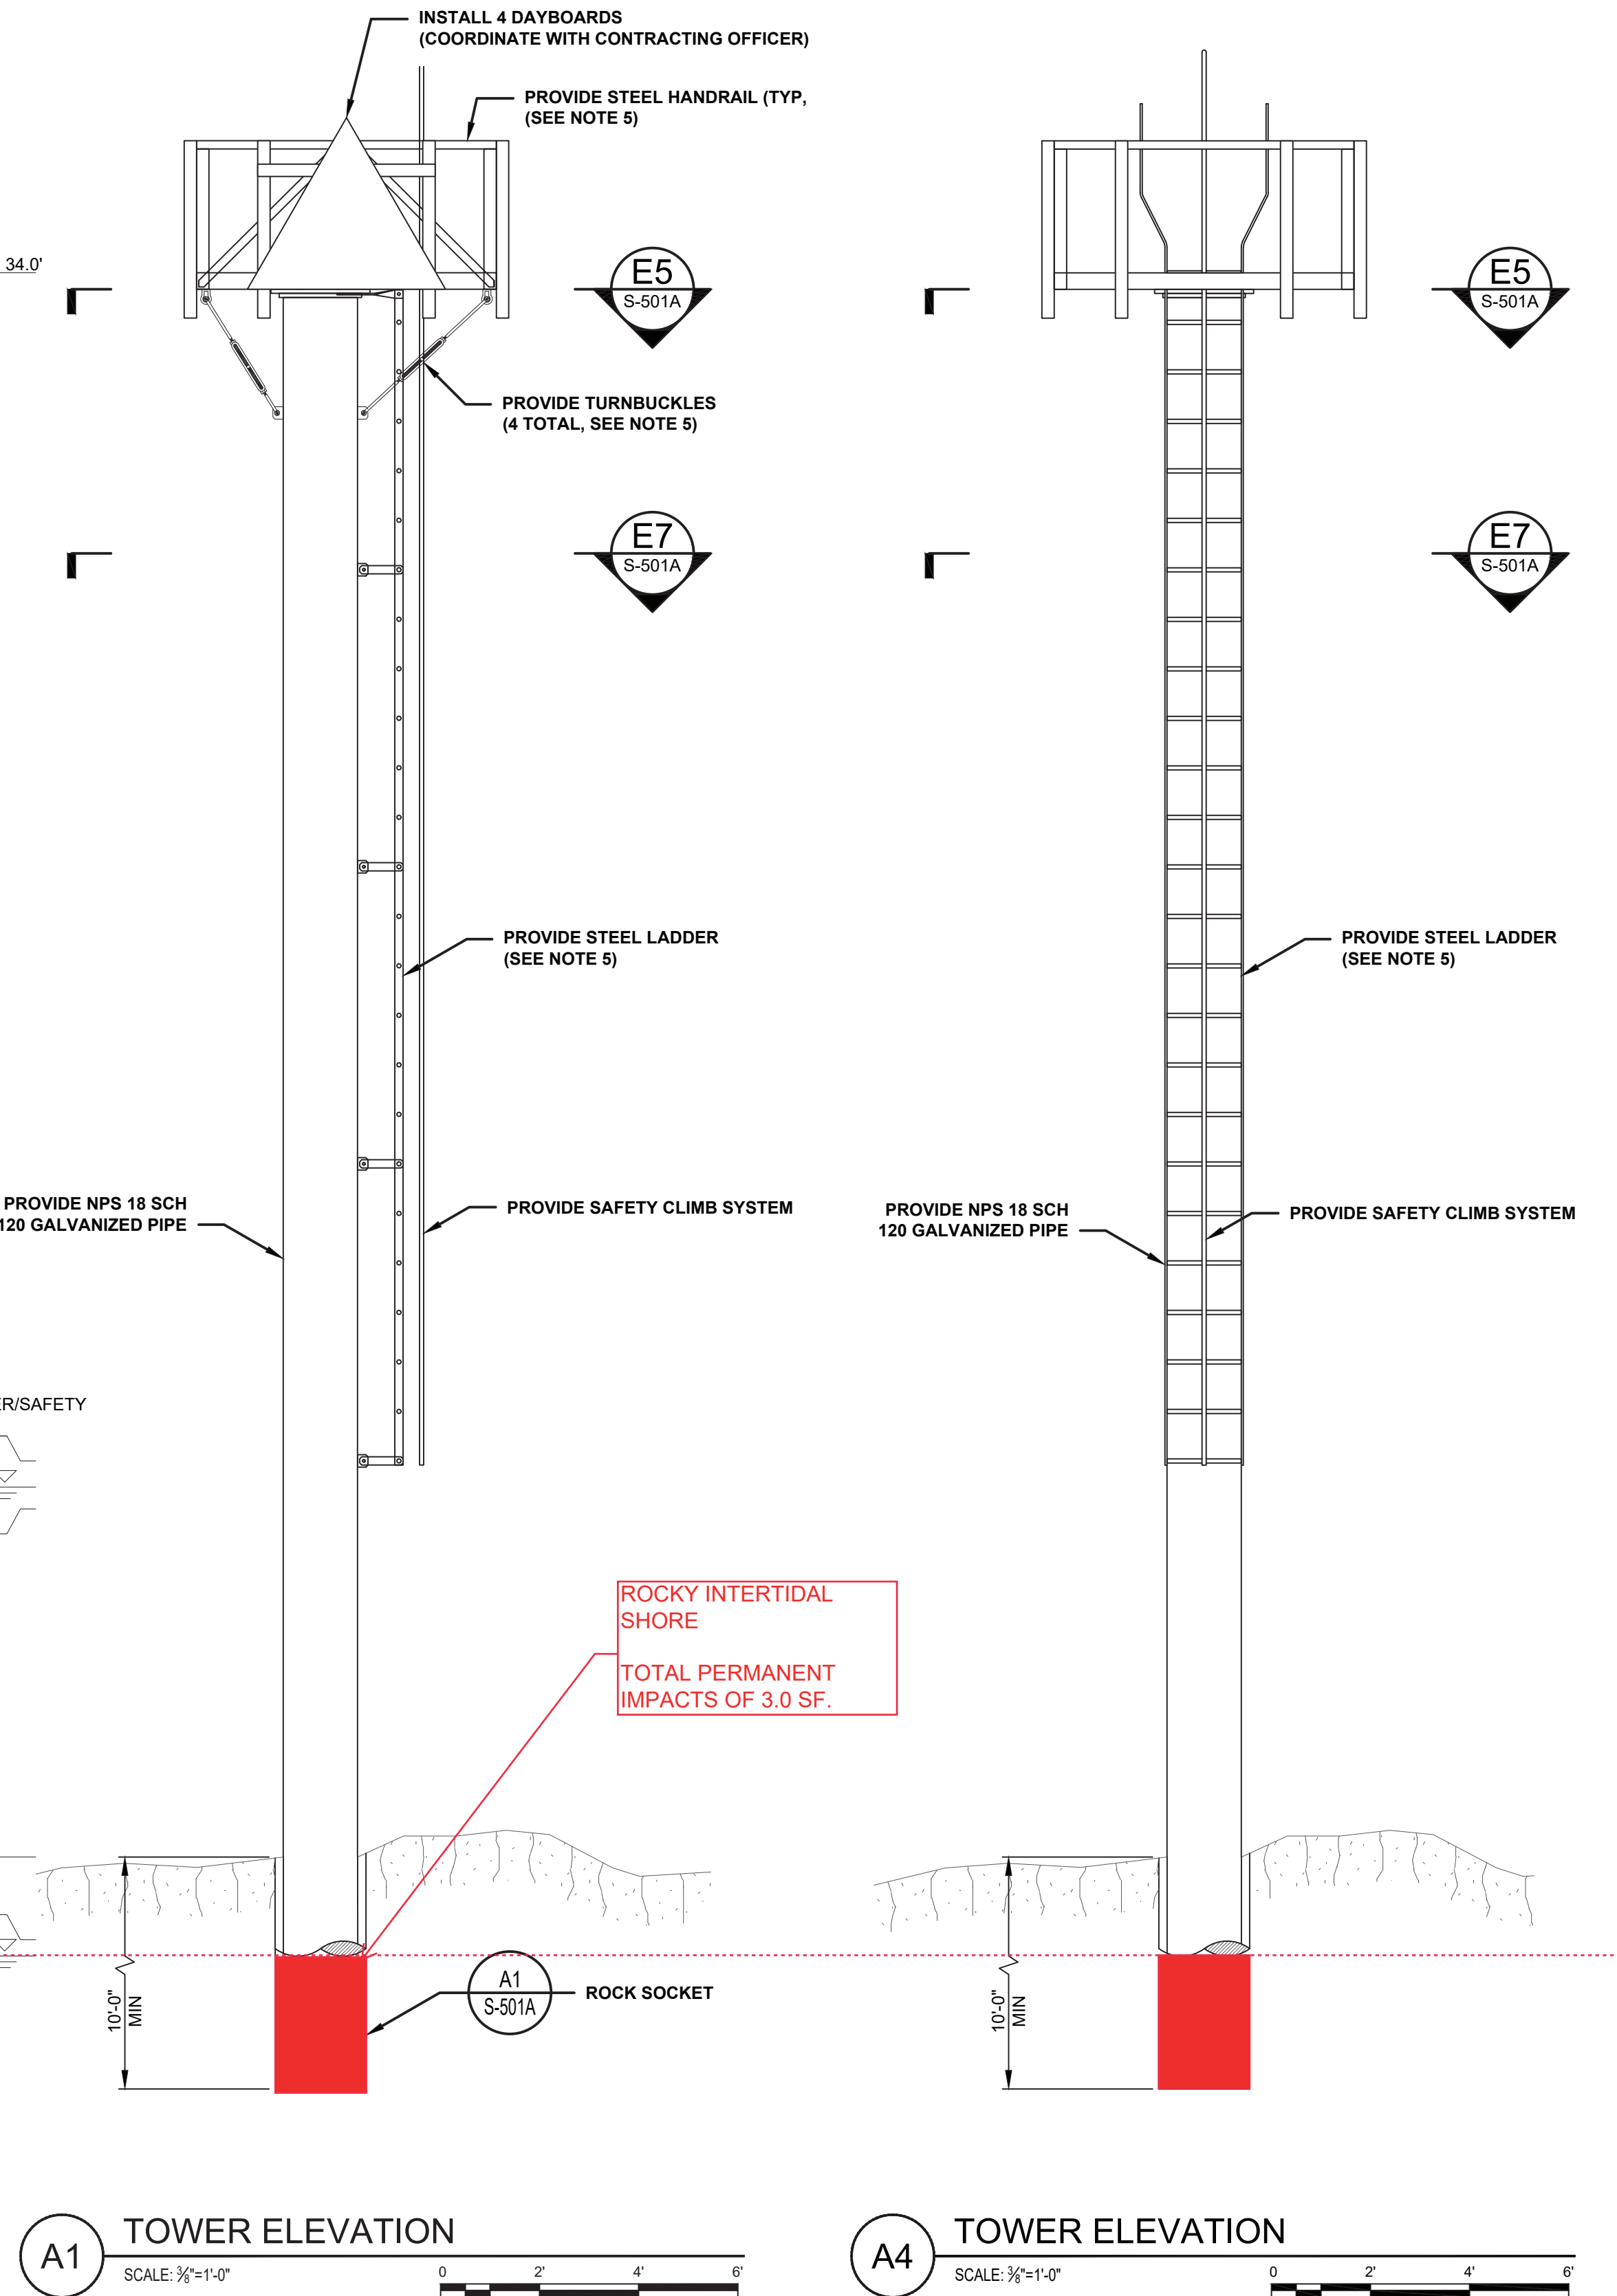 INSTALL 4 DAYBOARDS
(COORDINATE WITH CONTRACTING OFFICER)
PROVIDE STEEL HANDRAIL (TYP,
(SEE NOTE 5)
34.0'
E5
S-501A
E5
S-501A
PROVIDE TURNBUCKLES
(4 TOTAL, SEE NOTE 5)
E7
S-501A
E7
S-501A
PROVIDE STEEL LADDER
(SEE NOTE 5)
PROVIDE STEEL LADDER
(SEE NOTE 5)
PROVIDE NPS 18 SCH
120 GALVANIZED PIPE
PROVIDE SAFETY CLIMB SYSTEM
PROVIDE NPS 18 SCH
120 GALVANIZED PIPE
PROVIDE SAFETY CLIMB SYSTEM
ER/SAFETY
ROCKY INTERTIDAL
SHORE
TOTAL PERMANENT
IMPACTS OF 3.0 SF.
10'-0"
MIN
A1
S-501A
ROCK SOCKET
10'-0"
MIN
A1
TOWER ELEVATION
SCALE: ⅜"=1'-0"
0 2' 4' 6'
A4
TOWER ELEVATION
SCALE: ⅜"=1'-0"
0 2' 4' 6'